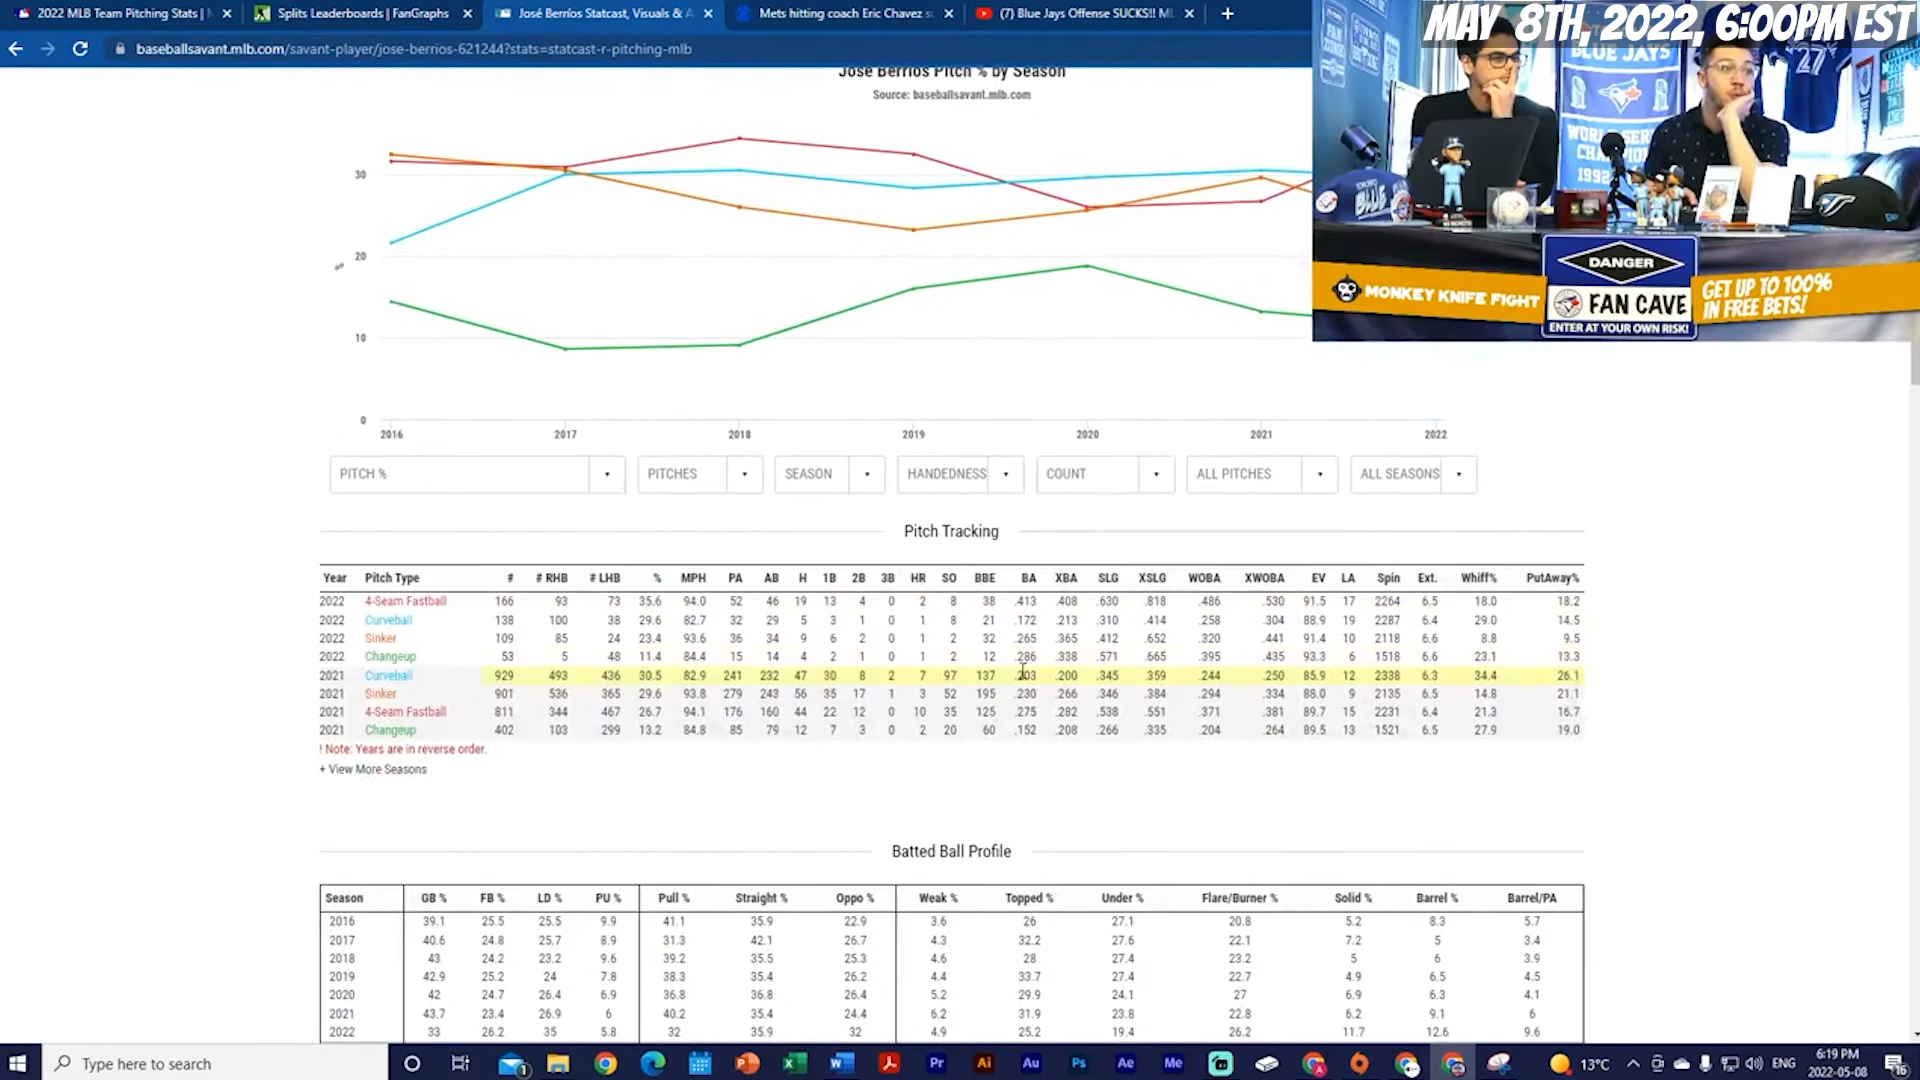 2022 MLB Team Pitching Stats |
Splits Leaderboards | FanGraphs
José Berríos Statcast, Visuals & A
Mets hitting coach Eric Chavez
(7) Blue Jays Offense SUCKS!!
MAY 8TH, 2022, 6:00PM EST
baseballsavant.mlb.com/savant-player/jose-berrios-621244?stats=statcast-r-pitching-mlb
Jose Berrios Pitch % by Season
Source: baseballsavant.mlb.com
30
20
%
10
0
2016 2017 2018 2019 2020 2021 2022
BLUE JAYS
WORLD SERIES
1992
27
MONKEY KNIFE FIGHT
DANGER
FAN CAVE
ENTER AT YOUR OWN RISK!
GET UP TO 100%
IN FREE BETS!
PITCH % PITCHES SEASON HANDEDNESS COUNT ALL PITCHES ALL SEASONS
Pitch Tracking
Year Pitch Type # # RHB # LHB % MPH PA AB H 1B 2B 3B HR SO BBE BA XBA SLG XSLG WOBA XWOBA EV LA Spin Ext. Whiff% PutAway%
2022 4-Seam Fastball 166 93 73 35.6 94.0 52 46 19 13 4 0 2 8 38 .413 .408 .630 .818 .486 .530 91.5 17 2264 6.5 18.0 18.2
2022 Curveball 138 100 38 29.6 82.7 32 29 5 3 1 0 1 8 21 .172 .213 .310 .414 .258 .304 88.9 19 2287 6.4 29.0 14.5
2022 Sinker 109 85 24 23.4 93.6 36 34 9 6 2 0 1 2 32 .265 .365 .412 .652 .320 .441 91.4 10 2118 6.6 8.8 9.5
2022 Changeup 53 5 48 11.4 84.4 15 14 4 2 1 0 1 2 12 .286 .338 .571 .665 .395 .435 93.3 6 1518 6.6 23.1 13.3
2021 Curveball 929 493 436 30.5 82.9 241 232 47 30 8 2 7 97 137 .203 .200 .345 .359 .244 .250 85.9 12 2338 6.3 34.4 26.1
2021 Sinker 901 536 365 29.6 93.8 279 243 56 35 17 1 3 52 195 .230 .266 .346 .384 .294 .334 88.0 9 2135 6.5 14.8 21.1
2021 4-Seam Fastball 811 344 467 26.7 94.1 176 160 44 22 12 0 10 35 125 .275 .282 .538 .551 .371 .381 89.7 15 2231 6.4 21.3 16.7
2021 Changeup 402 103 299 13.2 84.8 85 79 12 7 3 0 2 20 60 .152 .208 .266 .335 .204 .264 89.5 13 1521 6.5 27.9 19.0
! Note: Years are in reverse order.
+ View More Seasons
Batted Ball Profile
Season GB % FB % LD % PU % Pull % Straight % Oppo % Weak % Topped % Under % Flare/Burner % Solid % Barrel % Barrel/PA
2016 39.1 25.5 25.5 9.9 41.1 35.9 22.9 3.6 26 27.1 20.8 5.2 8.3 5.7
2017 40.6 24.8 25.7 8.9 31.3 42.1 26.7 4.3 32.2 27.6 22.1 7.2 5 3.4
2018 43 24.2 23.2 9.6 39.2 35.5 25.3 4.6 28 27.4 23.2 5 6 3.9
2019 42.9 25.2 24 7.8 38.3 35.4 26.2 4.4 33.7 27.4 22.7 4.9 6.5 4.5
2020 42 24.7 26.4 6.9 36.8 36.8 26.4 5.2 29.9 24.1 27 6.9 6.3 4.1
2021 43.7 23.4 26.9 6 40.2 35.4 24.4 6.2 31.9 23.8 22.8 6.2 9.1 6
2022 33 26.2 35 5.8 32 35.9 32 4.9 25.2 19.4 26.2 11.7 12.6 9.6
Type here to search
Pr Ai Au Ps Ae Me
13°C
ENG
6:19 PM
2022-05-08
16